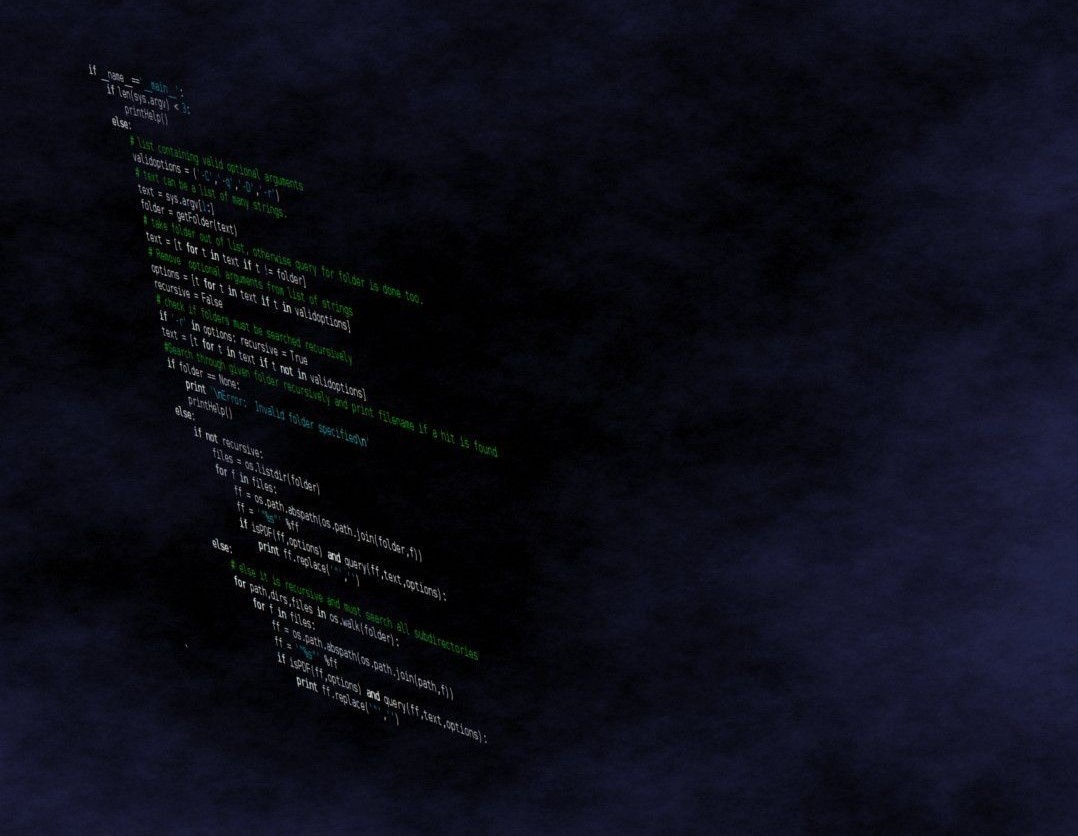 if __name__=='__main__':
if len(sys.argv) < 3:
printHelp()
else:
# list containing valid optional arguments
validoptions = ('-C','-Q','-D','-r')
# text can be a list of many strings.
text = sys.argv[1:]
folder = getFolder(text)
# take folder out of list, otherwise query for folder is done too.
text = [t for t in text if t != folder]
# Remove optional arguments from list of strings
options = [t for t in text if t in validoptions]
recursive = False
# check if folders must be searched recursively
if '-r' in options: recursive = True
text = [t for t in text if t not in validoptions]
#Search through given folder recursively and print filename if a hit is found
if folder == None:
print '\nError: Invalid folder specified\n'
printHelp()
else:
if not recursive:
files = os.listdir(folder)
for f in files:
ff = os.path.abspath(os.path.join(folder,f))
ff = '"%s"' %ff
if isPDF(ff,options) and query(ff,text,options):
print ff.replace('"','')
else:
# else it is recursive and must search all subdirectories
for path,dirs,files in os.walk(folder):
for f in files:
ff = os.path.abspath(os.path.join(path,f))
ff = '"%s"' %ff
if isPDF(ff,options) and query(ff,text,options):
print ff.replace('"','')